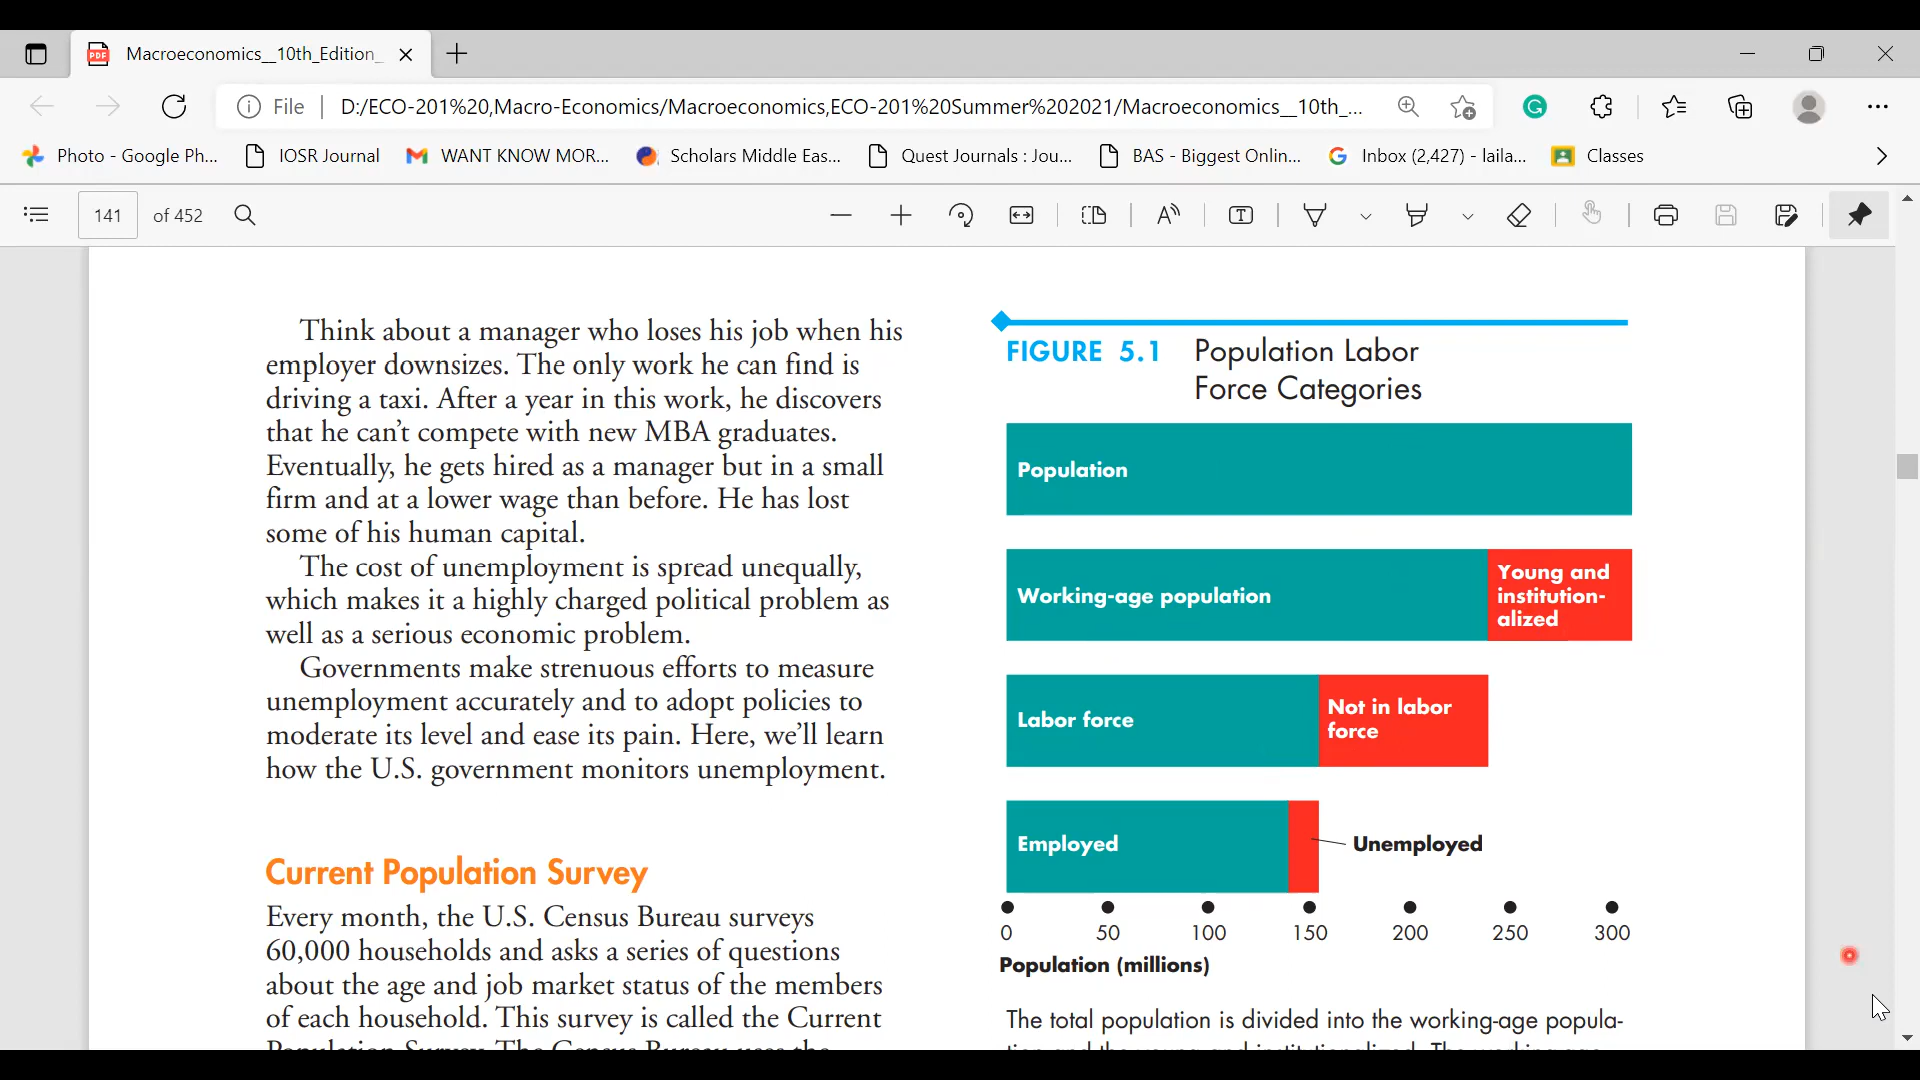 Macroeconomics__10th_Edition_
File
D:/ECO-201%20,Macro-Economics/Macroeconomics,ECO-201%20Summer%202021/Macroeconomics__10th_...
Photo - Google Ph...
IOSR Journal
WANT KNOW MOR...
Scholars Middle Eas...
Quest Journals : Jou...
BAS - Biggest Onlin...
Inbox (2,427) - laila...
Classes
141 of 452
Think about a manager who loses his job when his
employer downsizes. The only work he can find is
driving a taxi. After a year in this work, he discovers
that he can't compete with new MBA graduates.
Eventually, he gets hired as a manager but in a small
firm and at a lower wage than before. He has lost
some of his human capital.
The cost of unemployment is spread unequally,
which makes it a highly charged political problem as
well as a serious economic problem.
Governments make strenuous efforts to measure
unemployment accurately and to adopt policies to
moderate its level and ease its pain. Here, we'll learn
how the U.S. government monitors unemployment.
Current Population Survey
Every month, the U.S. Census Bureau surveys
60,000 households and asks a series of questions
about the age and job market status of the members
of each household. This survey is called the Current
FIGURE 5.1 Population Labor
Force Categories
Population
Working-age population
Young and
institution-
alized
Labor force
Not in labor
force
Employed
Unemployed
0 50 100 150 200 250 300
Population (millions)
The total population is divided into the working-age popula-